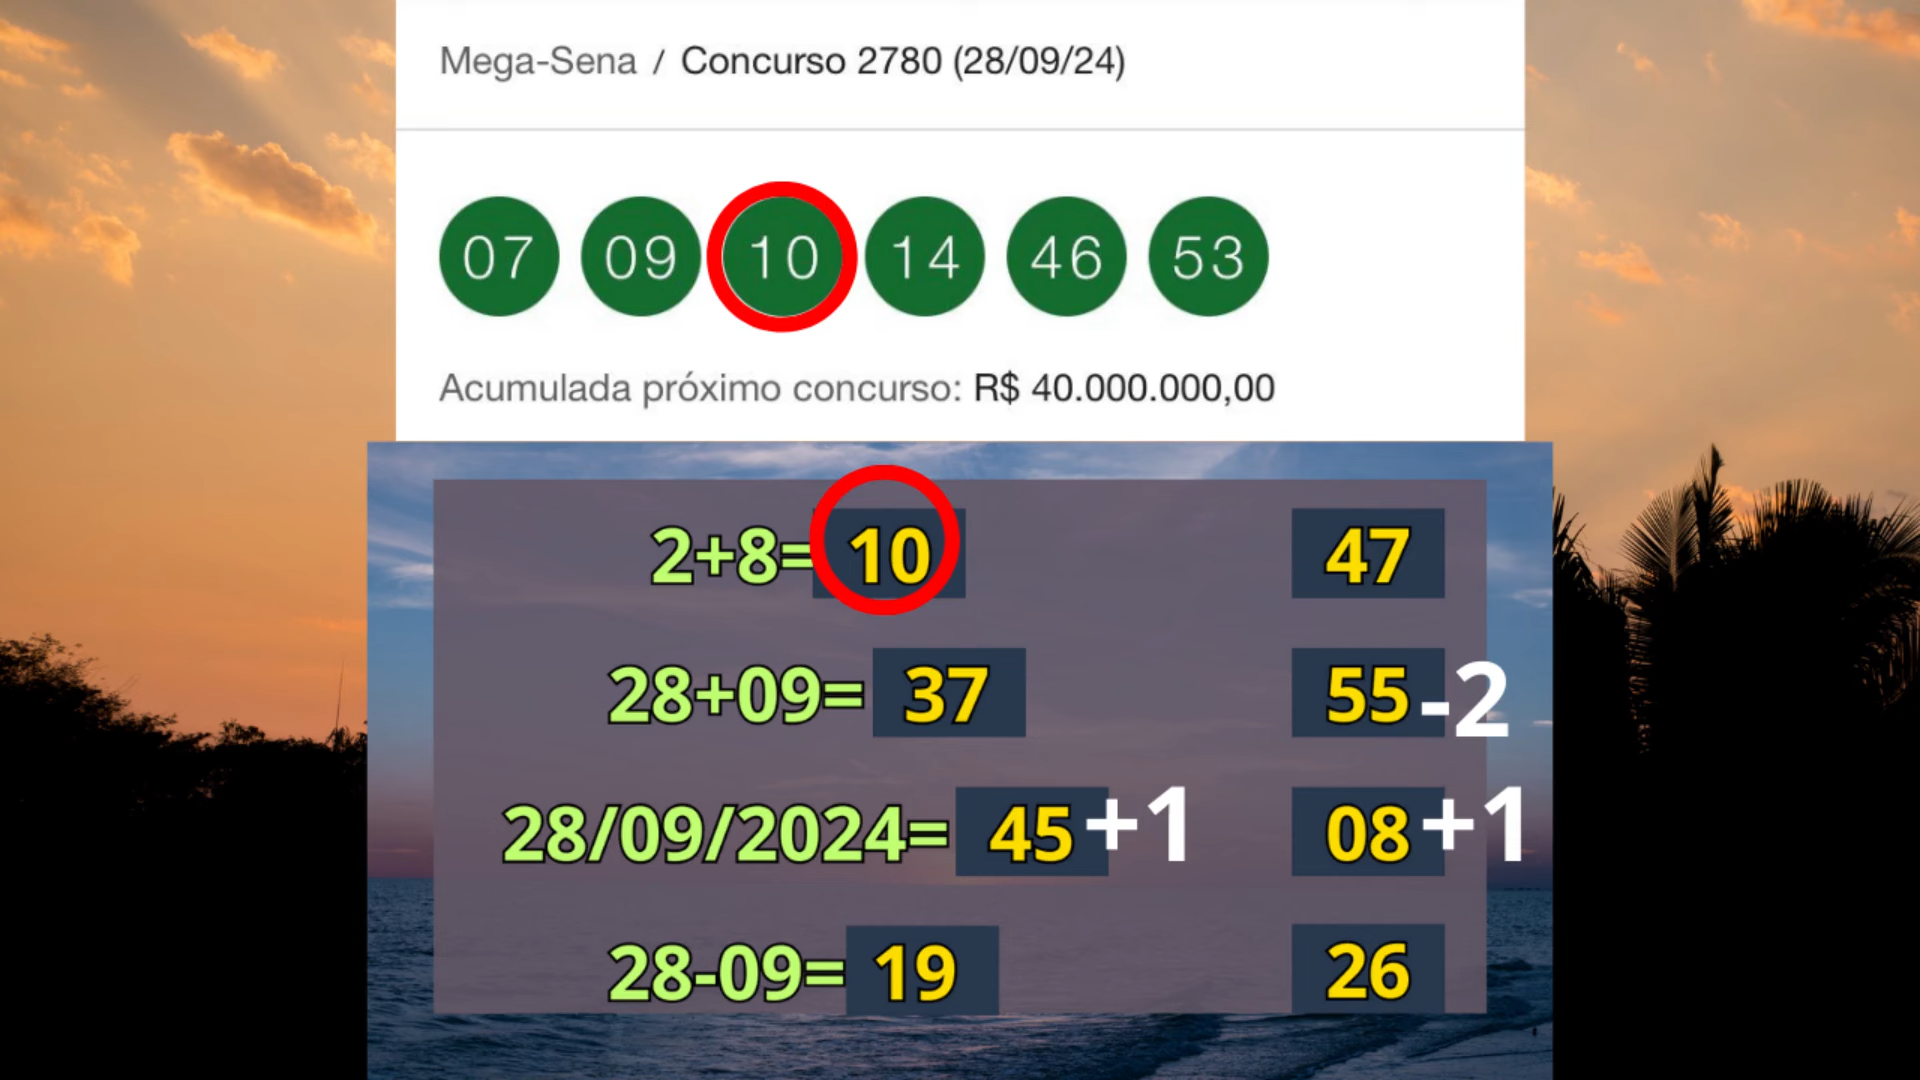 Mega-Sena / Concurso 2780 (28/09/24)
07 09 10 14 46 53
Acumulada próximo concurso: R$ 40.000.000,00
2+8= 10 47
28+09= 37 55 -2
28/09/2024= 45 +1 08 +1
28-09= 19 26